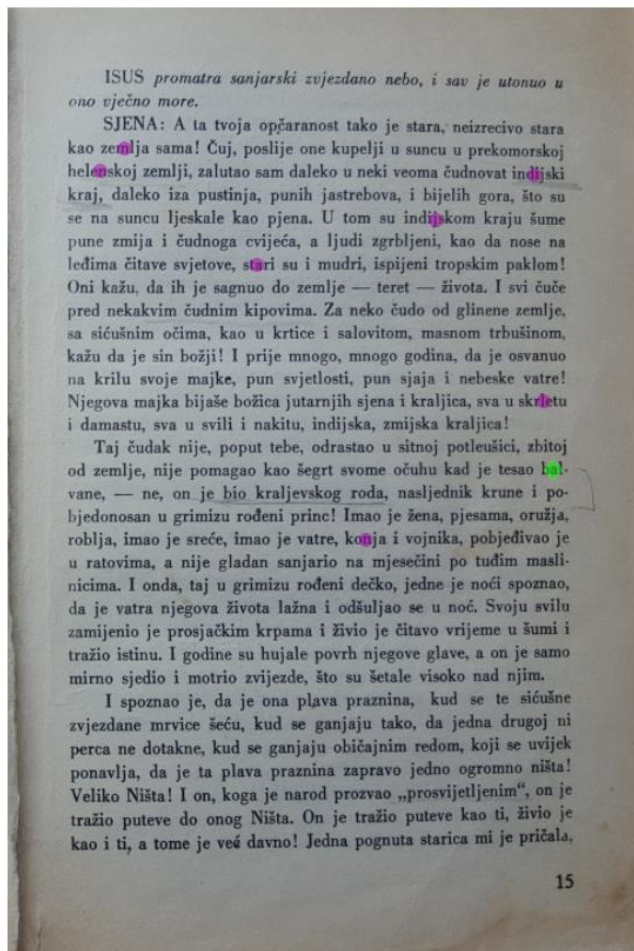 ISUS promatra sanjarski zvjezdano nebo, i sav je utonuo u
ono vječno more.
SJENA: A ta tvoja opčaranost tako je stara, neizrecivo stara
kao zemlja sama! Čuj, poslije one kupelji u suncu u prekomorskoj
helenskoj zemlji, zalutao sam daleko u neki veoma čudnovat indijski
kraj, daleko iza pustinja, punih jastrebova, i bijelih gora, što su
se na suncu ljeskale kao pjena. U tom su indijskom kraju šume
pune zmija i čudnoga cvijeća, a ljudi zgrbljeni, kao da nose na
leđima čitave svjetove, stari su i mudri, ispijeni tropskim paklom!
Oni kažu, da ih je sagnuo do zemlje — teret — života. I svi čuče
pred nekakvim čudnim kipovima. Za neko čudo od glinene zemlje,
sa sićušnim očima, kao u krtice i salovitom, masnom trbušinom,
kažu da je sin božji! I prije mnogo, mnogo godina, da je osvanuo
na krilu svoje majke, pun svjetlosti, pun sjaja i nebeske vatre!
Njegova majka bijaše božica jutarnjih sjena i kraljica, sva u skrletu
i damastu, sva u svili i nakitu, indijska, zmijska kraljica!
Taj čudak nije, poput tebe, odrastao u sitnoj potleušici, zbitoj
od zemlje, nije pomagao kao šegrt svome očuhu kad je tesao bal-
vane, — ne, on je bio kraljevskog roda, nasljednik krune i po-
bjedonosan u grimizu rođeni princ! Imao je žena, pjesama, oružja,
roblja, imao je sreće, imao je vatre, konja i vojnika, pobjeđivao je
u ratovima, a nije gladan sanjario na mjesečini po tuđim masli-
nicima. I onda, taj u grimizu rođeni dečko, jedne je noći spoznao,
da je vatra njegova života lažna i odšuljao se u noć. Svoju svilu
zamijenio je prosjačkim krpama i živio je čitavo vrijeme u šumi i
tražio istinu. I godine su hujale povrh njegove glave, a on je samo
mirno sjedio i motrio zvijezde, što su šetale visoko nad njim.
I spoznao je, da je ona plava praznina, kud se te sićušne
zvjezdane mrvice šeću, kud se ganjaju tako, da jedna drugoj ni
perca ne dotakne, kud se ganjaju običajnim redom, koji se uvijek
ponavlja, da je ta plava praznina zapravo jedno ogromno ništa!
Veliko Ništa! I on, koga je narod prozvao „prosvijetljenim“, on je
tražio puteve do onog Ništa. On je tražio puteve kao ti, živio je
kao i ti, a tome je već davno! Jedna pognuta starica mi je pričala,
15